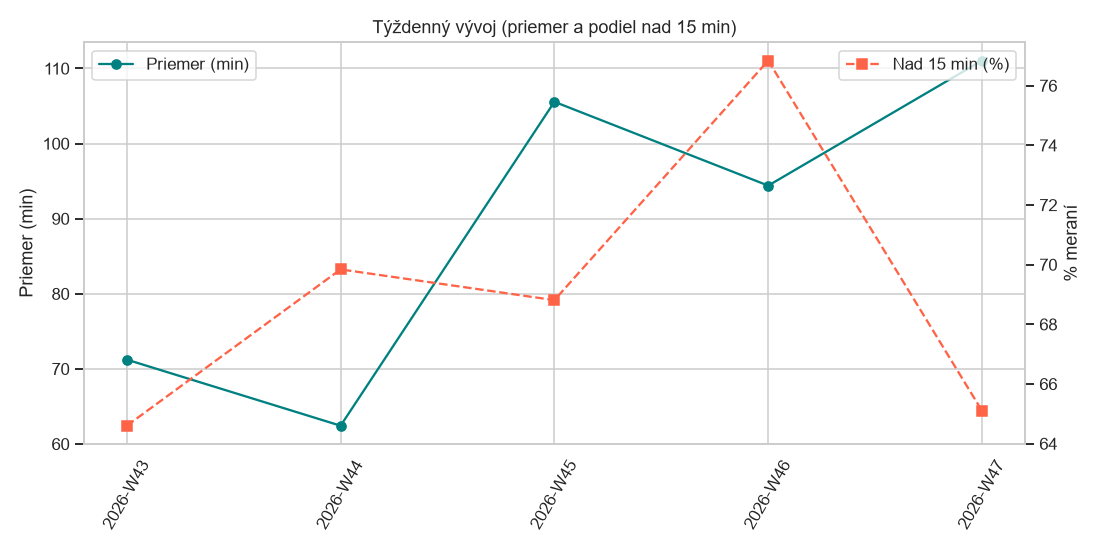 Týždenný vývoj (priemer a podiel nad 15 min)
Priemer (min)
Nad 15 min (%)
Priemer (min)
110
100
90
80
70
60
% meraní
76
74
72
70
68
66
64
2026-W43
2026-W44
2026-W45
2026-W46
2026-W47